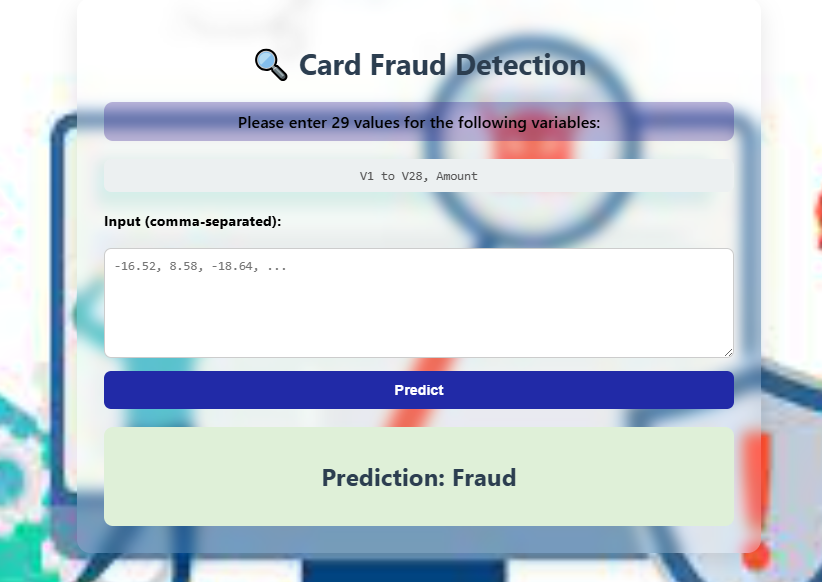 Card Fraud Detection
Please enter 29 values for the following variables:
V1 to V28, Amount
Input (comma-separated):
-16.52, 8.58, -18.64, ...
Predict
Prediction: Fraud